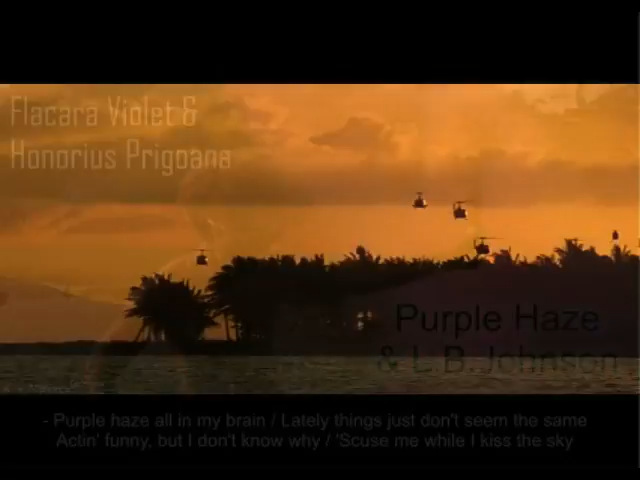 Flacara Violet &
Honorius Prigoana
Purple Haze
& L.B. Johnson
- Purple haze all in my brain / Lately things just don't seem the same
Actin' funny, but I don't know why / 'Scuse me while I kiss the sky